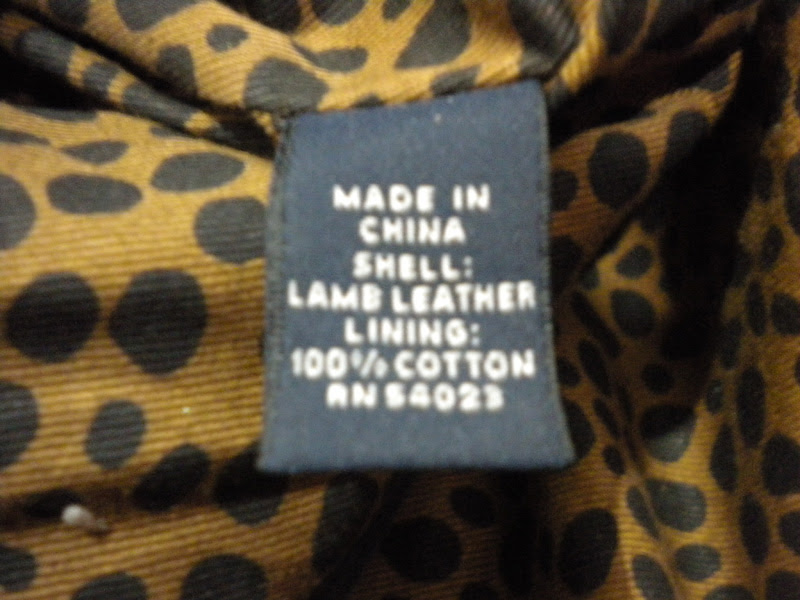 MADE IN
CHINA
SHELL:
LAMB LEATHER
LINING:
100% COTTON
RN 54023